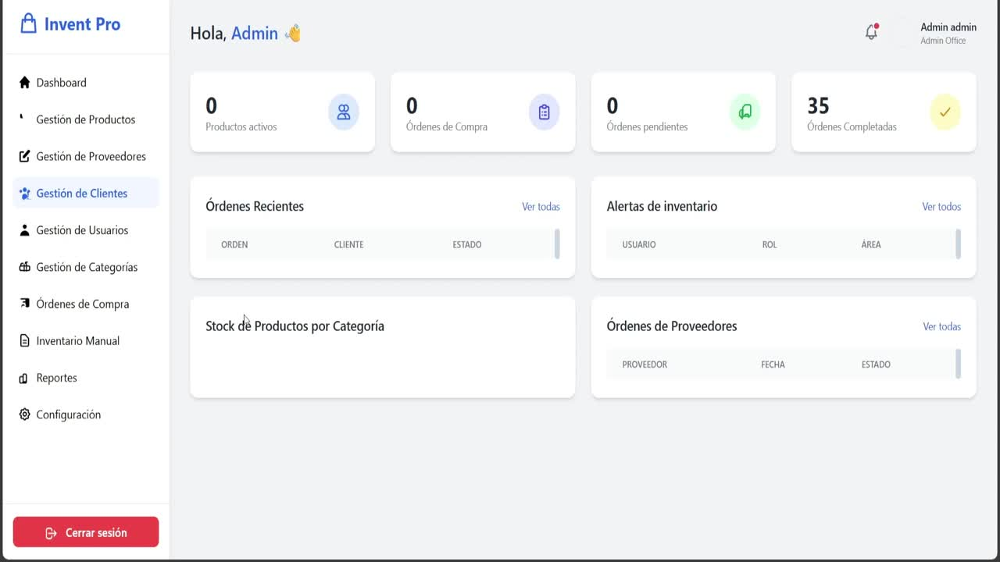 Invent Pro
Dashboard
Gestión de Productos
Gestión de Proveedores
Gestión de Clientes
Gestión de Usuarios
Gestión de Categorías
Órdenes de Compra
Inventario Manual
Reportes
Configuración
Cerrar sesión
Hola, Admin 👋
Admin admin
Admin Office
0
Productos activos
0
Órdenes de Compra
0
Órdenes pendientes
35
Órdenes Completadas
Órdenes Recientes Ver todas
ORDEN CLIENTE ESTADO
Alertas de inventario Ver todos
USUARIO ROL ÁREA
Stock de Productos por Categoría
Órdenes de Proveedores Ver todas
PROVEEDOR FECHA ESTADO